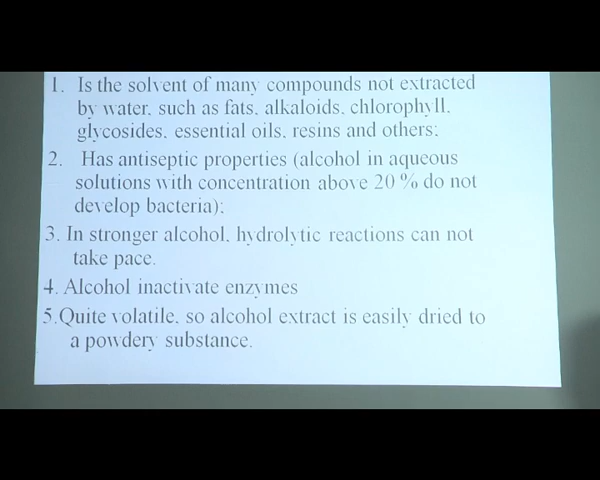 1. Is the solvent of many compounds not extracted
by water, such as fats, alkaloids, chlorophyll,
glycosides, essential oils, resins and others;
2. Has antiseptic properties (alcohol in aqueous
solutions with concentration above 20 % do not
develop bacteria);
3. In stronger alcohol, hydrolytic reactions can not
take pace.
4. Alcohol inactivate enzymes
5.Quite volatile, so alcohol extract is easily dried to
a powdery substance.